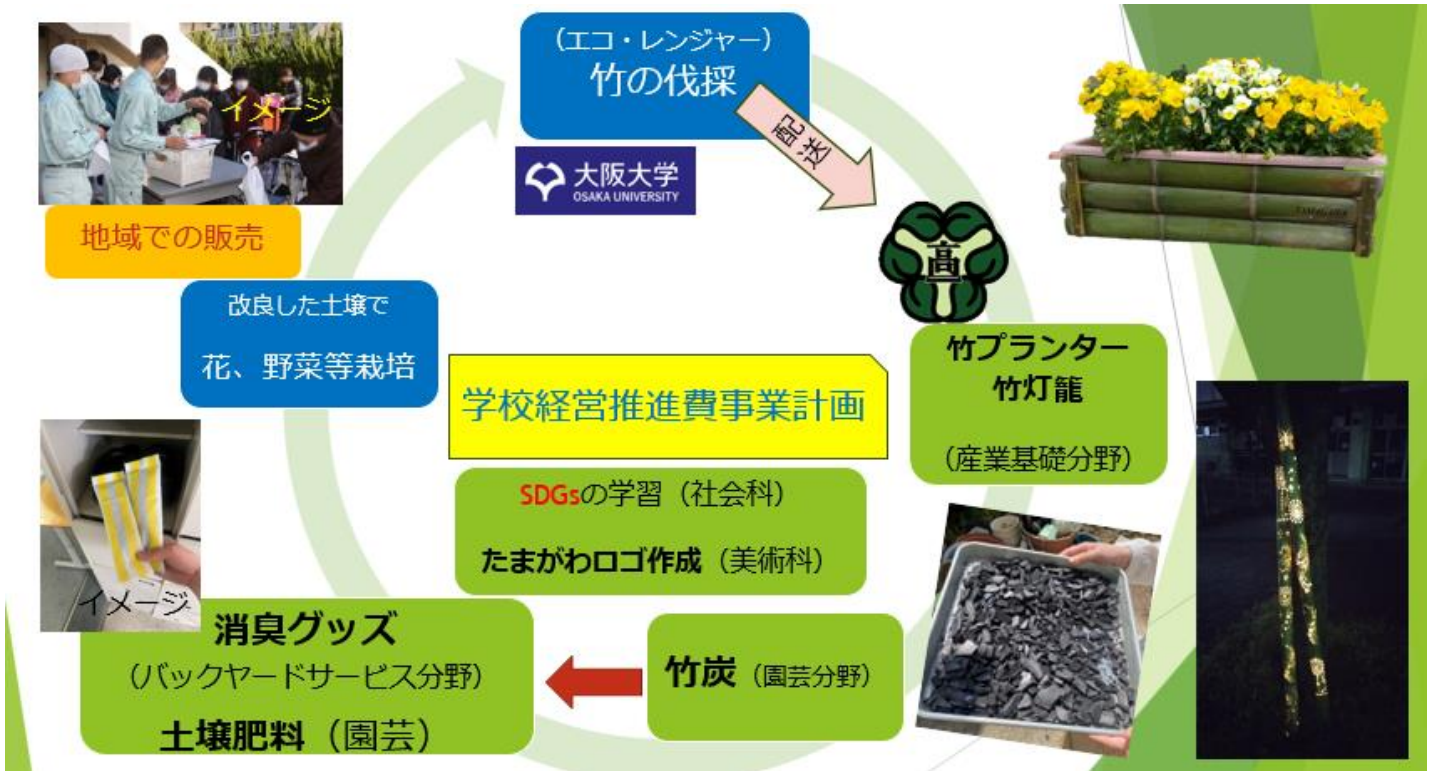 イメージ
（エコ・レンジャー）
竹の伐採
配送
大阪大学
OSAKA UNIVERSITY
高
地域での販売
改良した土壌で
花、野菜等栽培
竹プランター
竹灯籠
（産業基礎分野）
学校経営推進費事業計画
SDGsの学習（社会科）
たまがわロゴ作成（美術科）
イメージ
消臭グッズ
（バックヤードサービス分野）
土壌肥料（園芸）
竹炭（園芸分野）